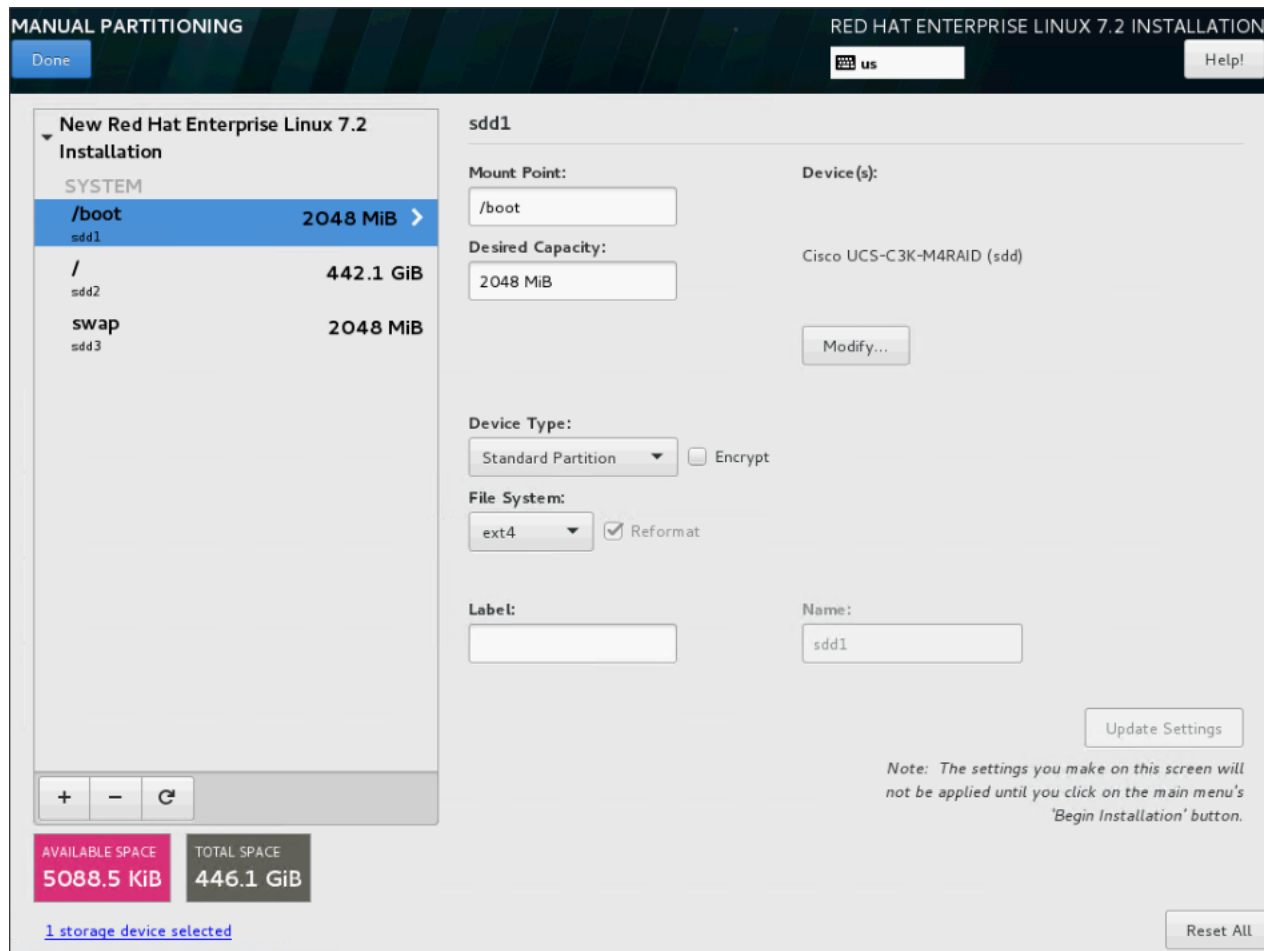 MANUAL PARTITIONING
RED HAT ENTERPRISE LINUX 7.2 INSTALLATION
Done
us
Help!
New Red Hat Enterprise Linux 7.2
Installation
SYSTEM
/boot 2048 MiB
sdd1
/ 442.1 GiB
sdd2
swap 2048 MiB
sdd3
+ −
AVAILABLE SPACE
5088.5 KiB
TOTAL SPACE
446.1 GiB
1 storage device selected
sdd1
Mount Point:
/boot
Desired Capacity:
2048 MiB
Device(s):
Cisco UCS-C3K-M4RAID (sdd)
Modify...
Device Type:
Standard Partition
Encrypt
File System:
ext4
Reformat
Label:
Name:
sdd1
Update Settings
Note: The settings you make on this screen will
not be applied until you click on the main menu's
'Begin Installation' button.
Reset All